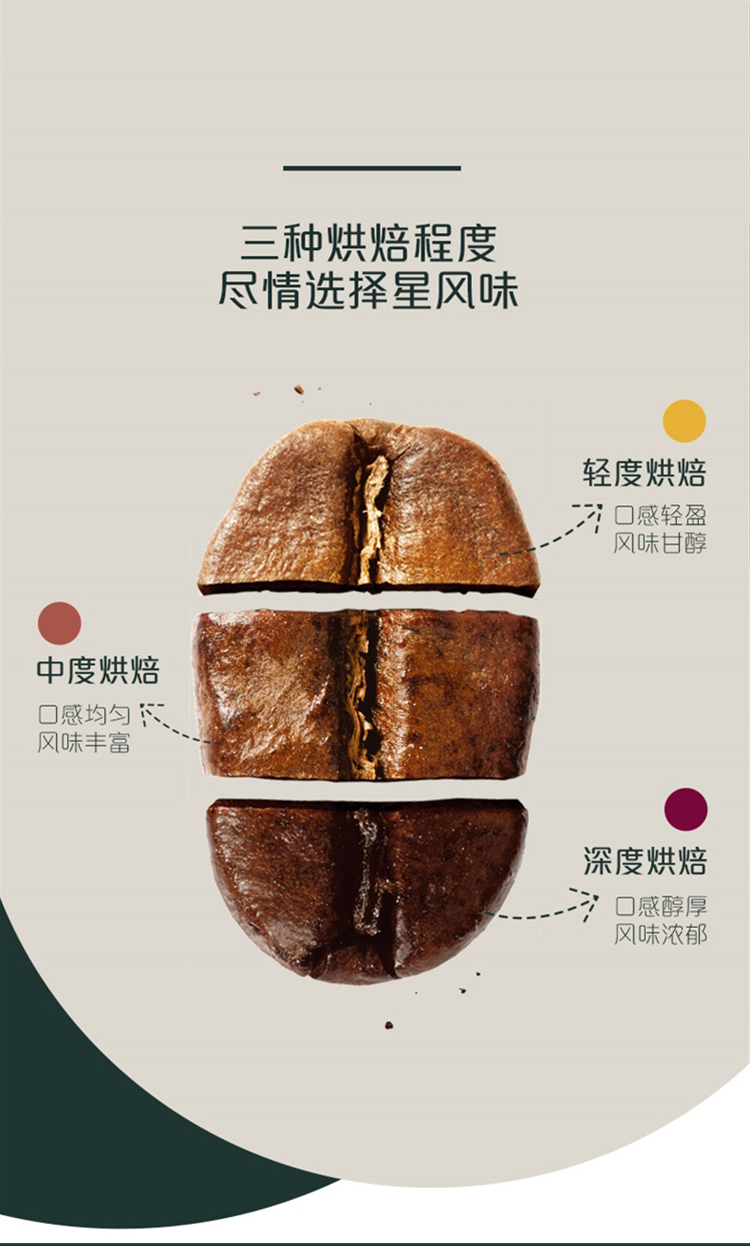 三种烘焙程度
尽情选择星风味
轻度烘焙
口感轻盈
风味甘醇
中度烘焙
口感均匀
风味丰富
深度烘焙
口感醇厚
风味浓郁